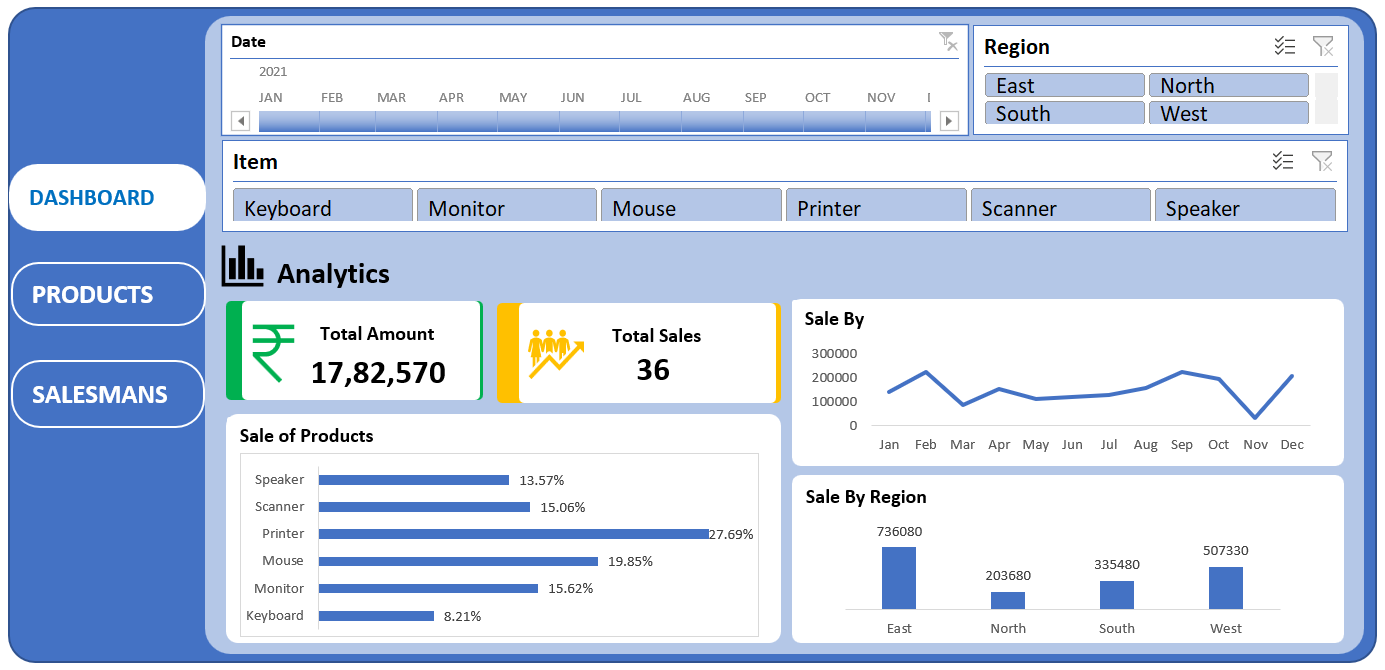 Date
2021
JAN FEB MAR APR MAY JUN JUL AUG SEP OCT NOV
Region
East North
South West
Item
Keyboard Monitor Mouse Printer Scanner Speaker
DASHBOARD
PRODUCTS
SALESMANS
Analytics
₹
Total Amount
17,82,570
Total Sales
36
Sale of Products
Speaker 13.57%
Scanner 15.06%
Printer 27.69%
Mouse 19.85%
Monitor 15.62%
Keyboard 8.21%
Sale By
300000
200000
100000
0
Jan Feb Mar Apr May Jun Jul Aug Sep Oct Nov Dec
Sale By Region
736080 203680 335480 507330
East North South West